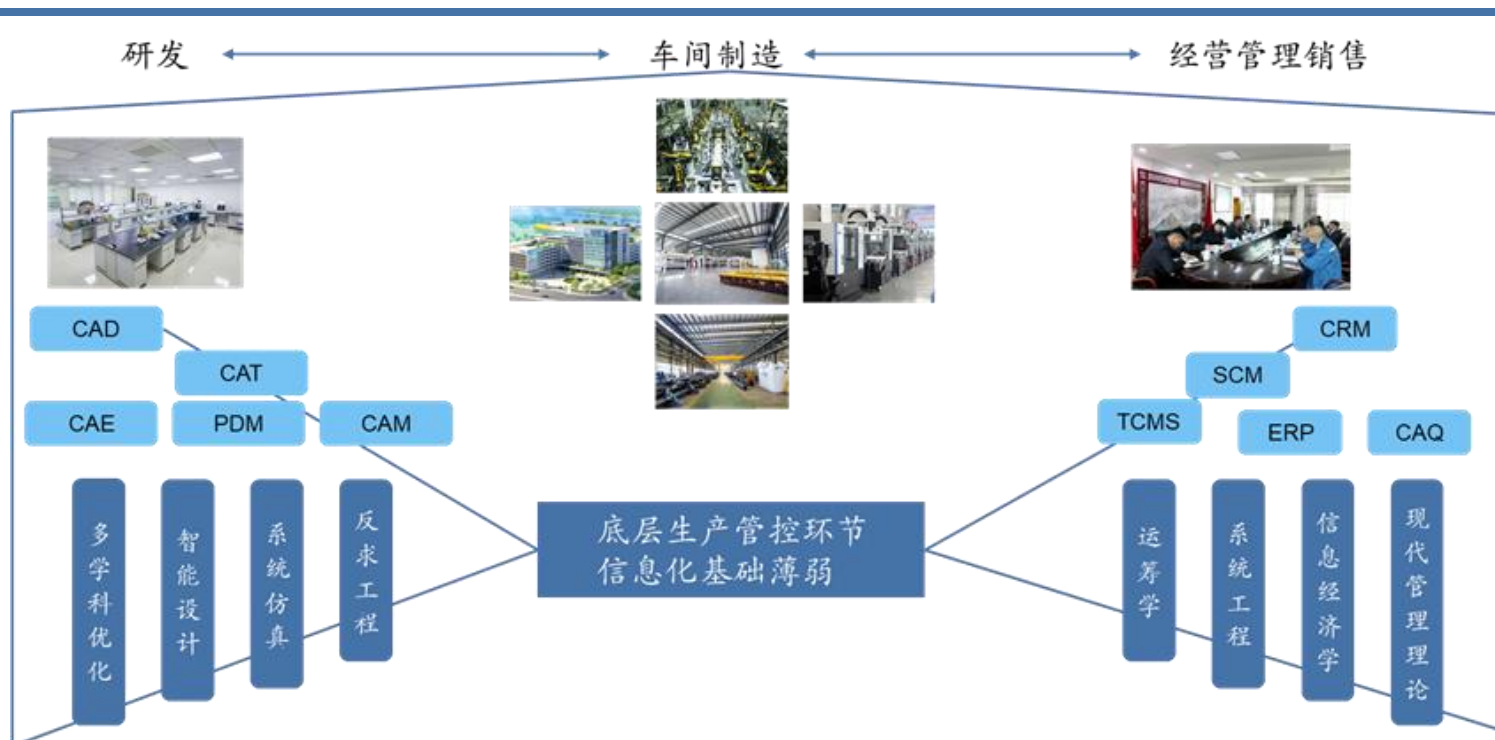 研发
车间制造
经营管理销售
CAD
CAT
CAE
PDM
CAM
CRM
SCM
TCMS
ERP
CAQ
多学科优化
智能设计
系统仿真
反求工程
底层生产管控环节
信息化基础薄弱
运筹学
系统工程
信息经济学
现代管理理论